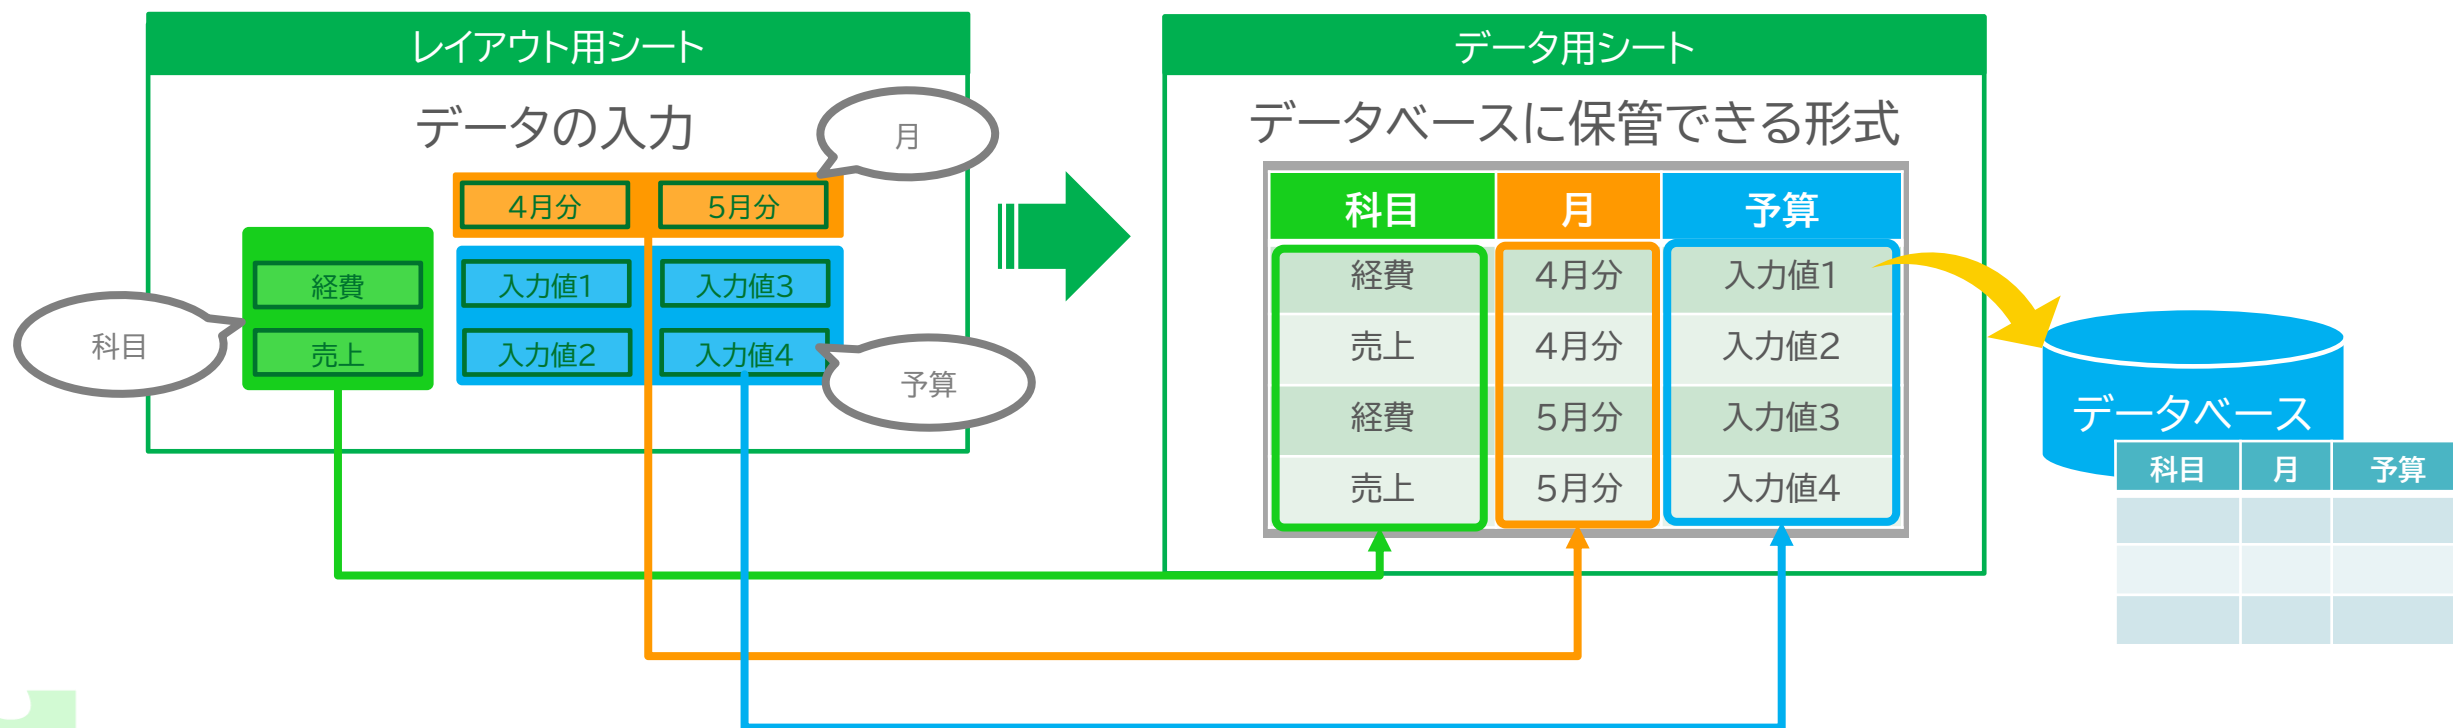 レイアウト用シート
データの入力
月
4月分 5月分
経費 入力値1 入力値3
売上 入力値2 入力値4
科目
予算
データ用シート
データベースに保管できる形式
科目 月 予算
経費 4月分 入力値1
売上 4月分 入力値2
経費 5月分 入力値3
売上 5月分 入力値4
データベース
科目 月 予算